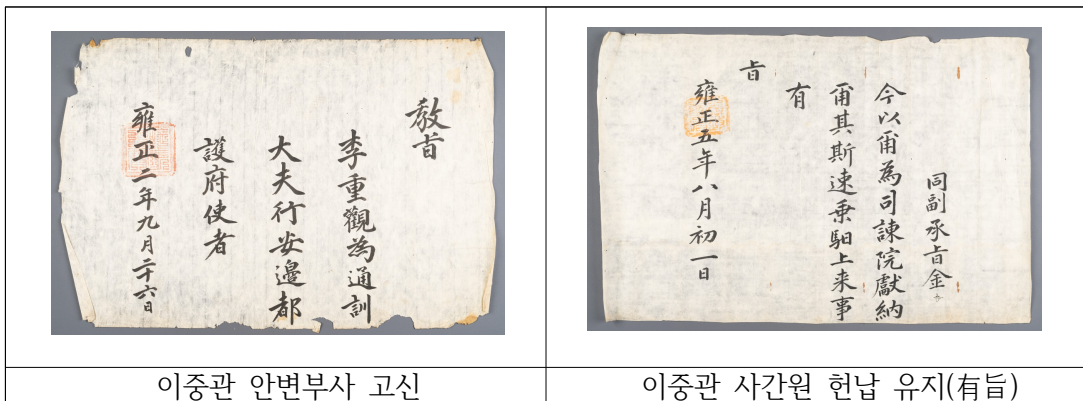 敎旨
李重觀為通訓
大夫行安邊都
護府使者
雍正二年九月二十六日
이중관 안변부사 고신
同副承旨金
今以爾為司諫院獻納
爾其斯速乗馹上来事
有
旨
雍正五年八月初一日
이중관 사간원 헌납 유지(有旨)